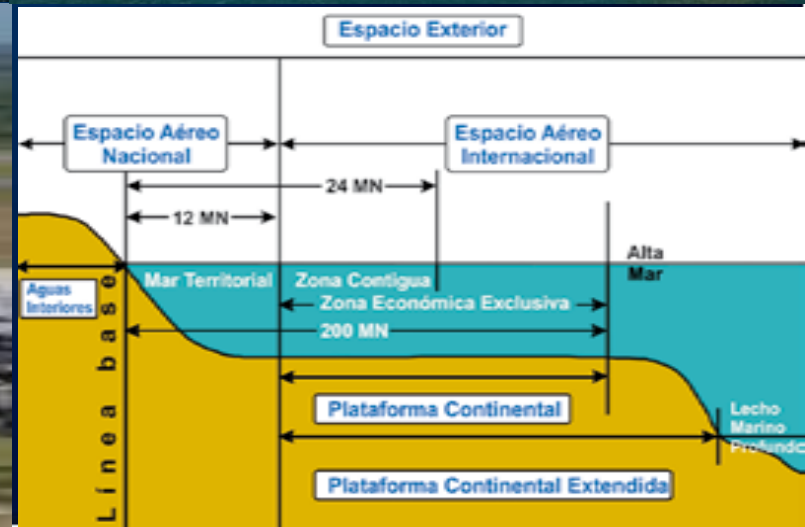 Espacio Exterior
Espacio Aéreo
Nacional
Espacio Aéreo
Internacional
24 MN
12 MN
Alta
Mar
Aguas
Interiores
Mar Territorial
Zona Contigua
Zona Económica Exclusiva
200 MN
Línea base
Plataforma Continental
Lecho
Marino
Profundo
Plataforma Continental Extendida